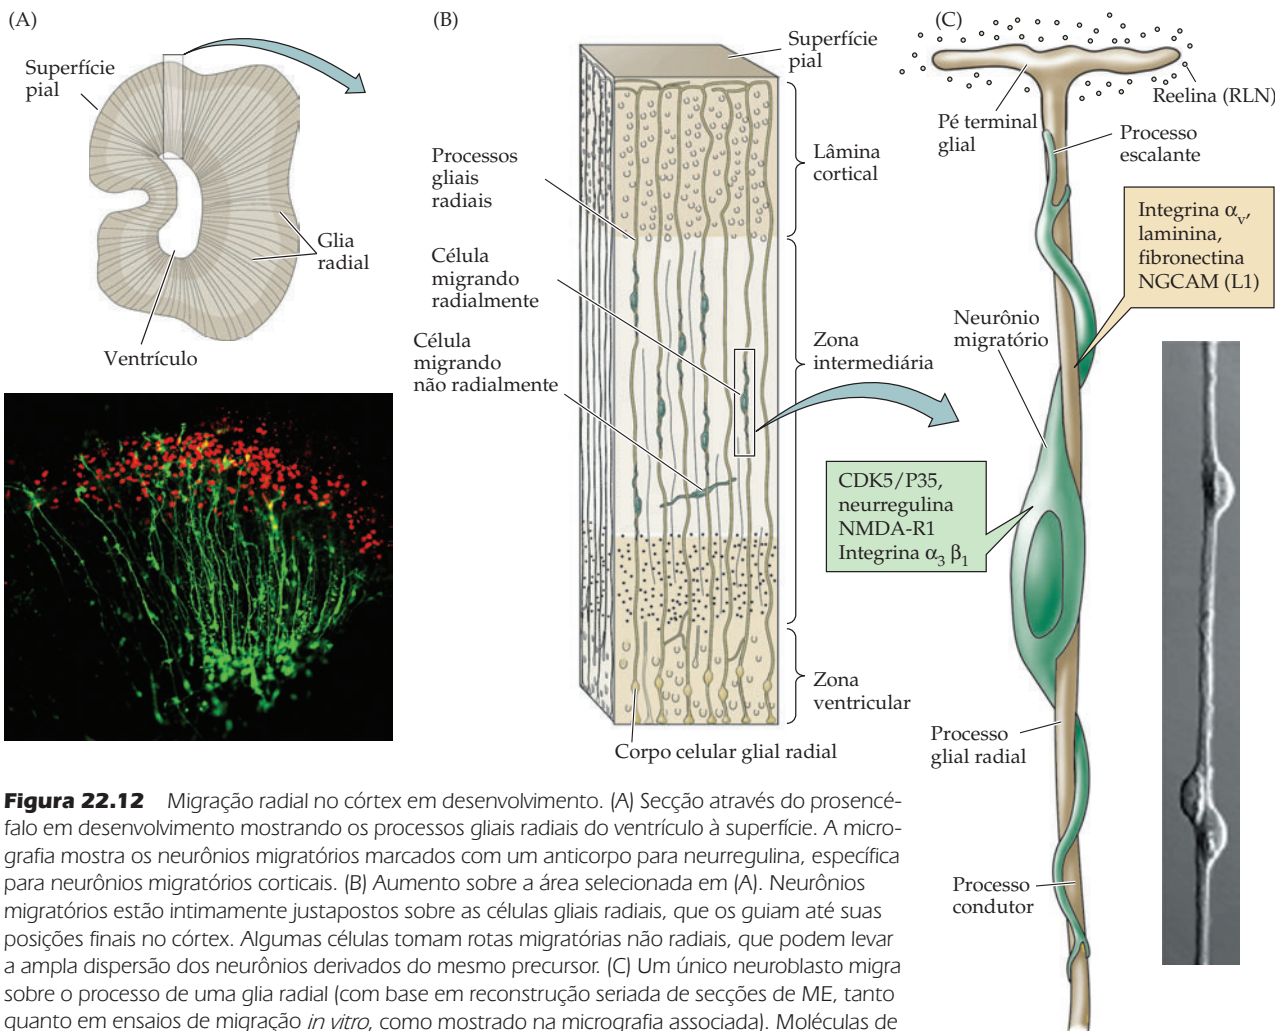 (A)
Superfície
pial
Glia
radial
Ventrículo
(B)
Superfície
pial
Processos
gliais
radiais
Célula
migrando
radialmente
Célula
migrando
não radialmente
Lâmina
cortical
Zona
intermediária
Zona
ventricular
Corpo celular glial radial
(C)
Reelina (RLN)
Pé terminal
glial
Processo
escalante
Integrina αv,
laminina,
fibronectina
NGCAM (L1)
Neurônio
migratório
CDK5/P35,
neurregulina
NMDA-R1
Integrina α3 β1
Processo
glial radial
Processo
condutor
Figura 22.12 Migração radial no córtex em desenvolvimento. (A) Secção através do prosencé-
falo em desenvolvimento mostrando os processos gliais radiais do ventrículo à superfície. A micro-
grafia mostra os neurônios migratórios marcados com um anticorpo para neurregulina, específica
para neurônios migratórios corticais. (B) Aumento sobre a área selecionada em (A). Neurônios
migratórios estão intimamente justapostos sobre as células gliais radiais, que os guiam até suas
posições finais no córtex. Algumas células tomam rotas migratórias não radiais, que podem levar
a ampla dispersão dos neurônios derivados do mesmo precursor. (C) Um único neuroblasto migra
sobre o processo de uma glia radial (com base em reconstrução seriada de secções de ME, tanto
quanto em ensaios de migração in vitro, como mostrado na micrografia associada). Moléculas de